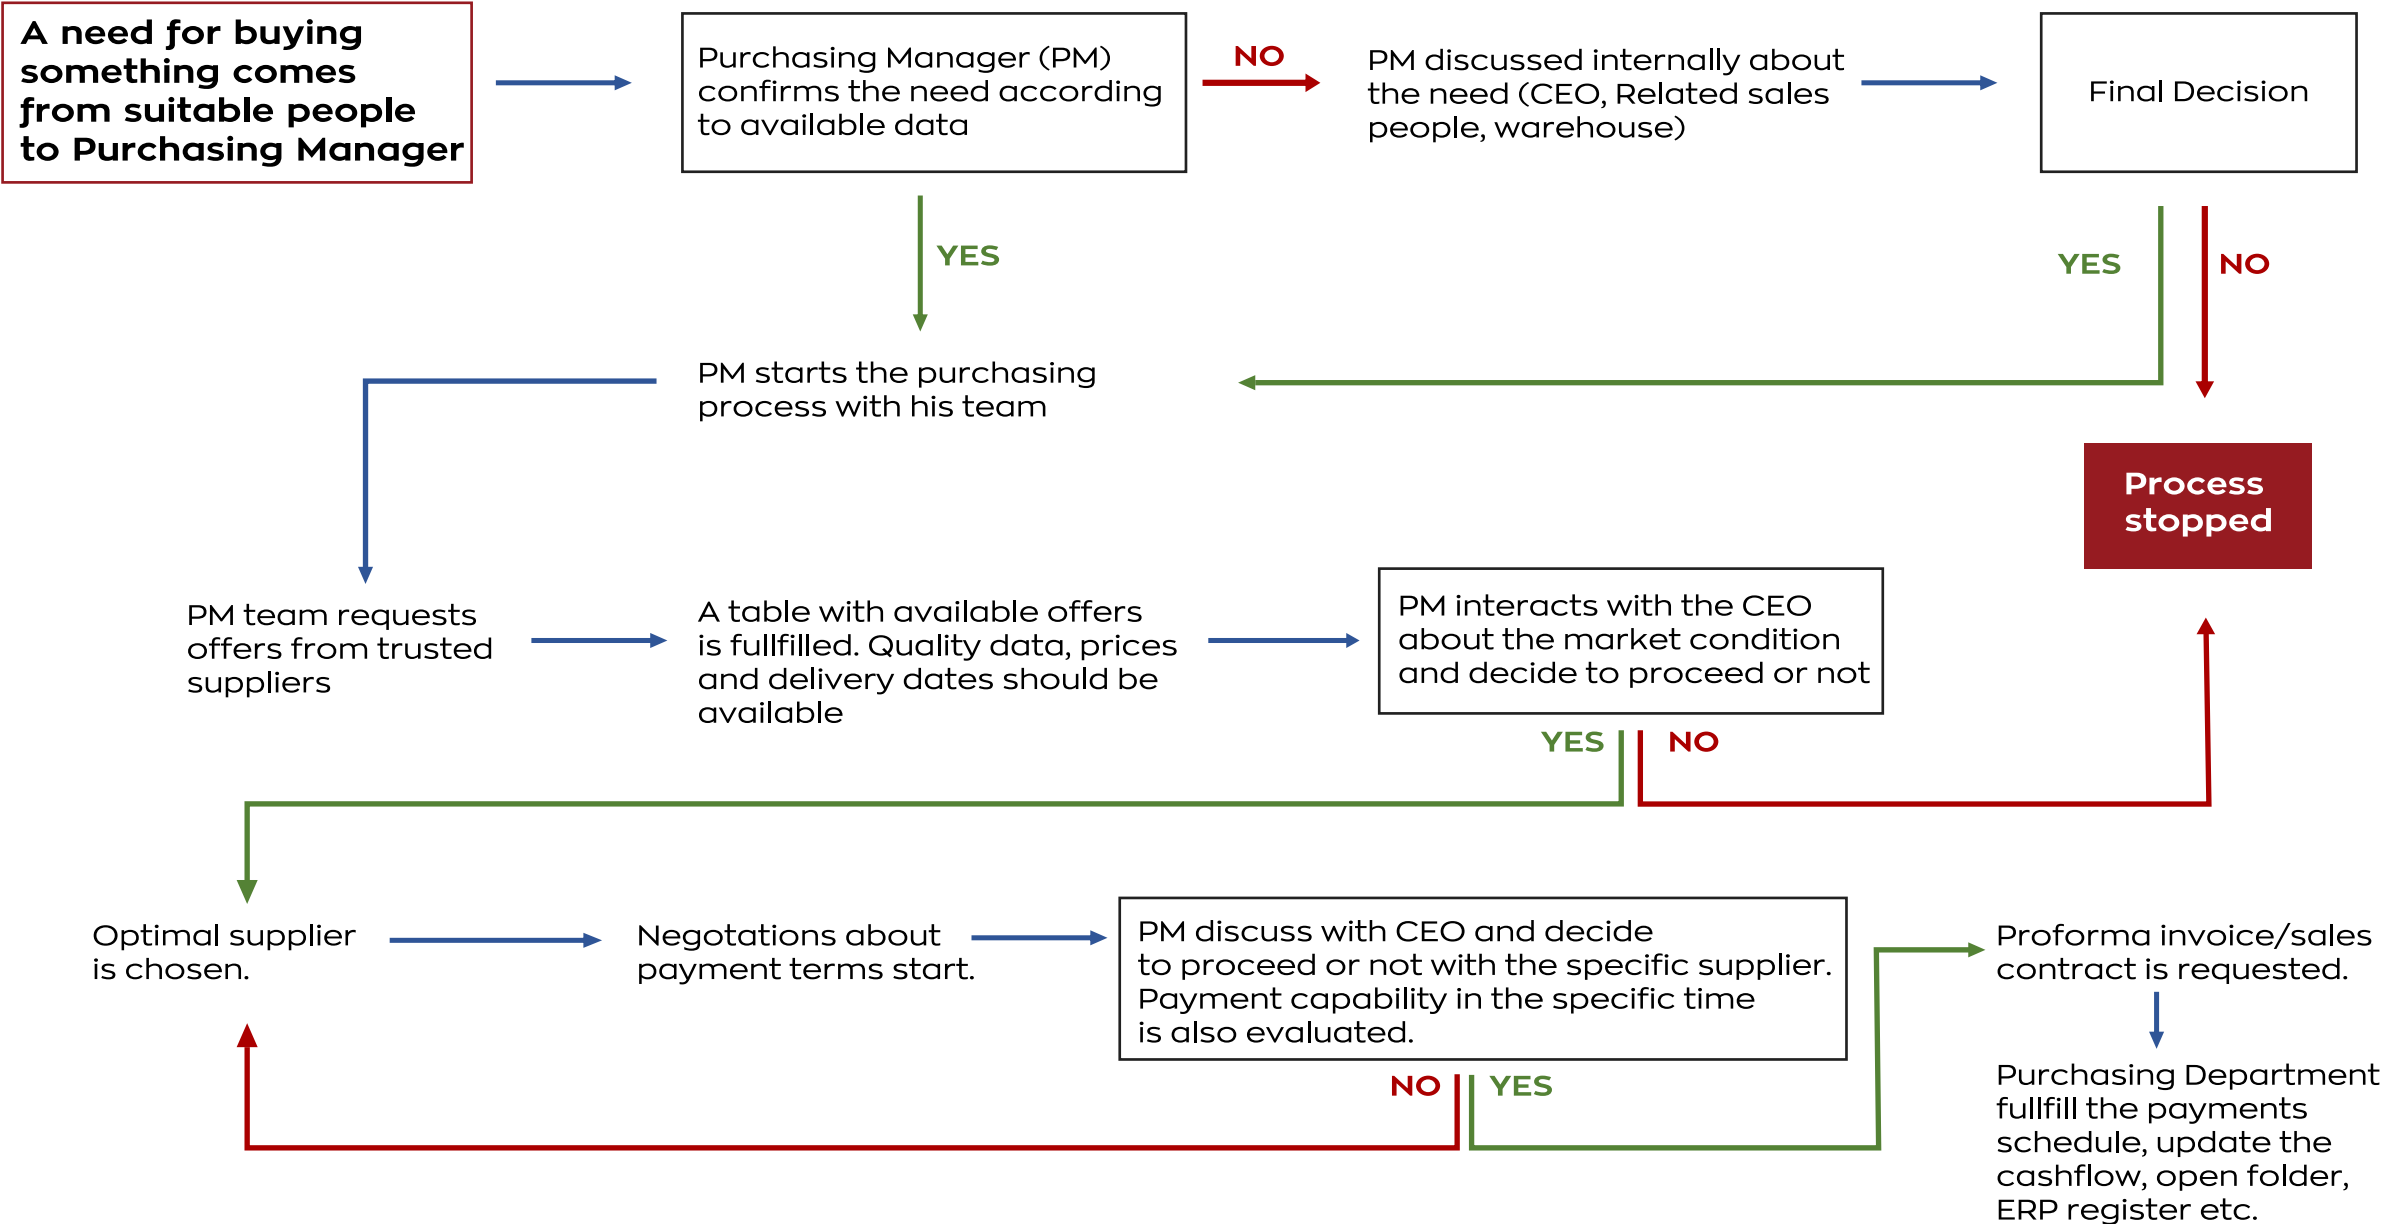 A need for buying
something comes
from suitable people
to Purchasing Manager
Purchasing Manager (PM)
confirms the need according
to available data
NO
PM discussed internally about
the need (CEO, Related sales
people, warehouse)
Final Decision
YES
YES
NO
PM starts the purchasing
process with his team
Process
stopped
PM team requests
offers from trusted
suppliers
A table with available offers
is fullfilled. Quality data, prices
and delivery dates should be
available
PM interacts with the CEO
about the market condition
and decide to proceed or not
YES
NO
Optimal supplier
is chosen.
Negotations about
payment terms start.
PM discuss with CEO and decide
to proceed or not with the specific supplier.
Payment capability in the specific time
is also evaluated.
NO
YES
Proforma invoice/sales
contract is requested.
Purchasing Department
fullfill the payments
schedule, update the
cashflow, open folder,
ERP register etc.